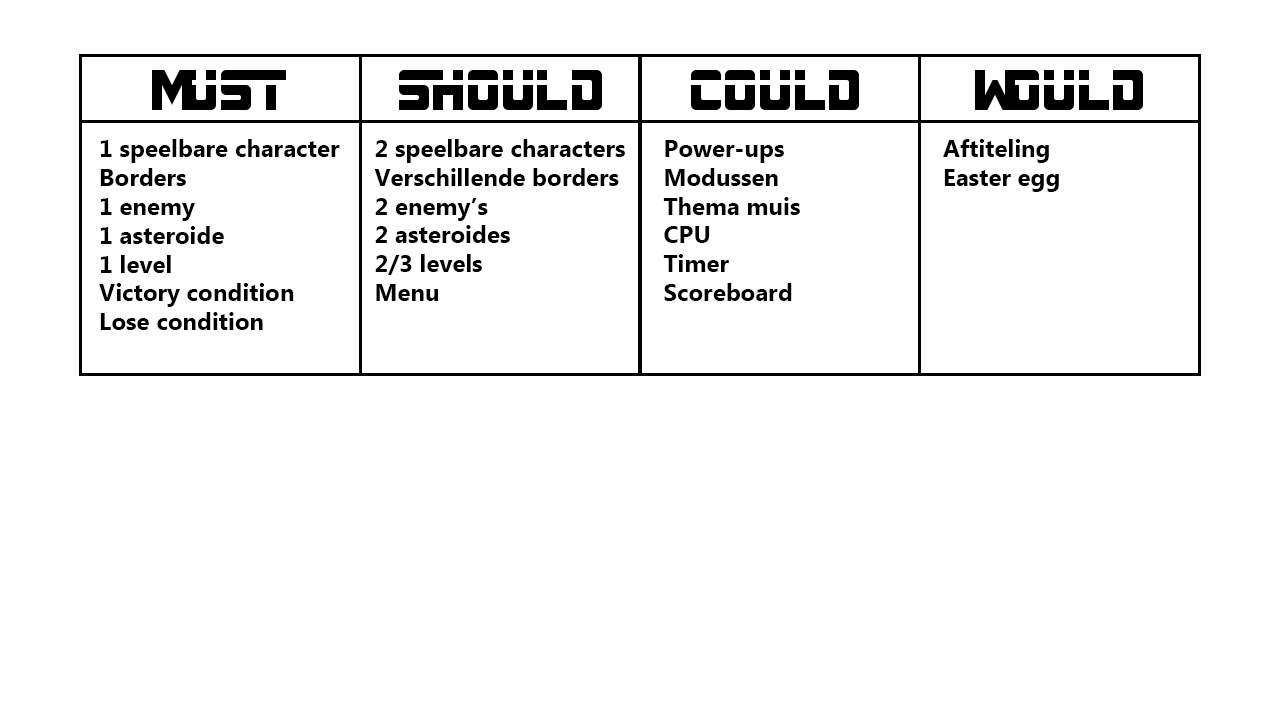 MUST
SHOULD
COULD
WOULD
1 speelbare character
Borders
1 enemy
1 asteroide
1 level
Victory condition
Lose condition
2 speelbare characters
Verschillende borders
2 enemy’s
2 asteroides
2/3 levels
Menu
Power-ups
Modussen
Thema muis
CPU
Timer
Scoreboard
Aftiteling
Easter egg